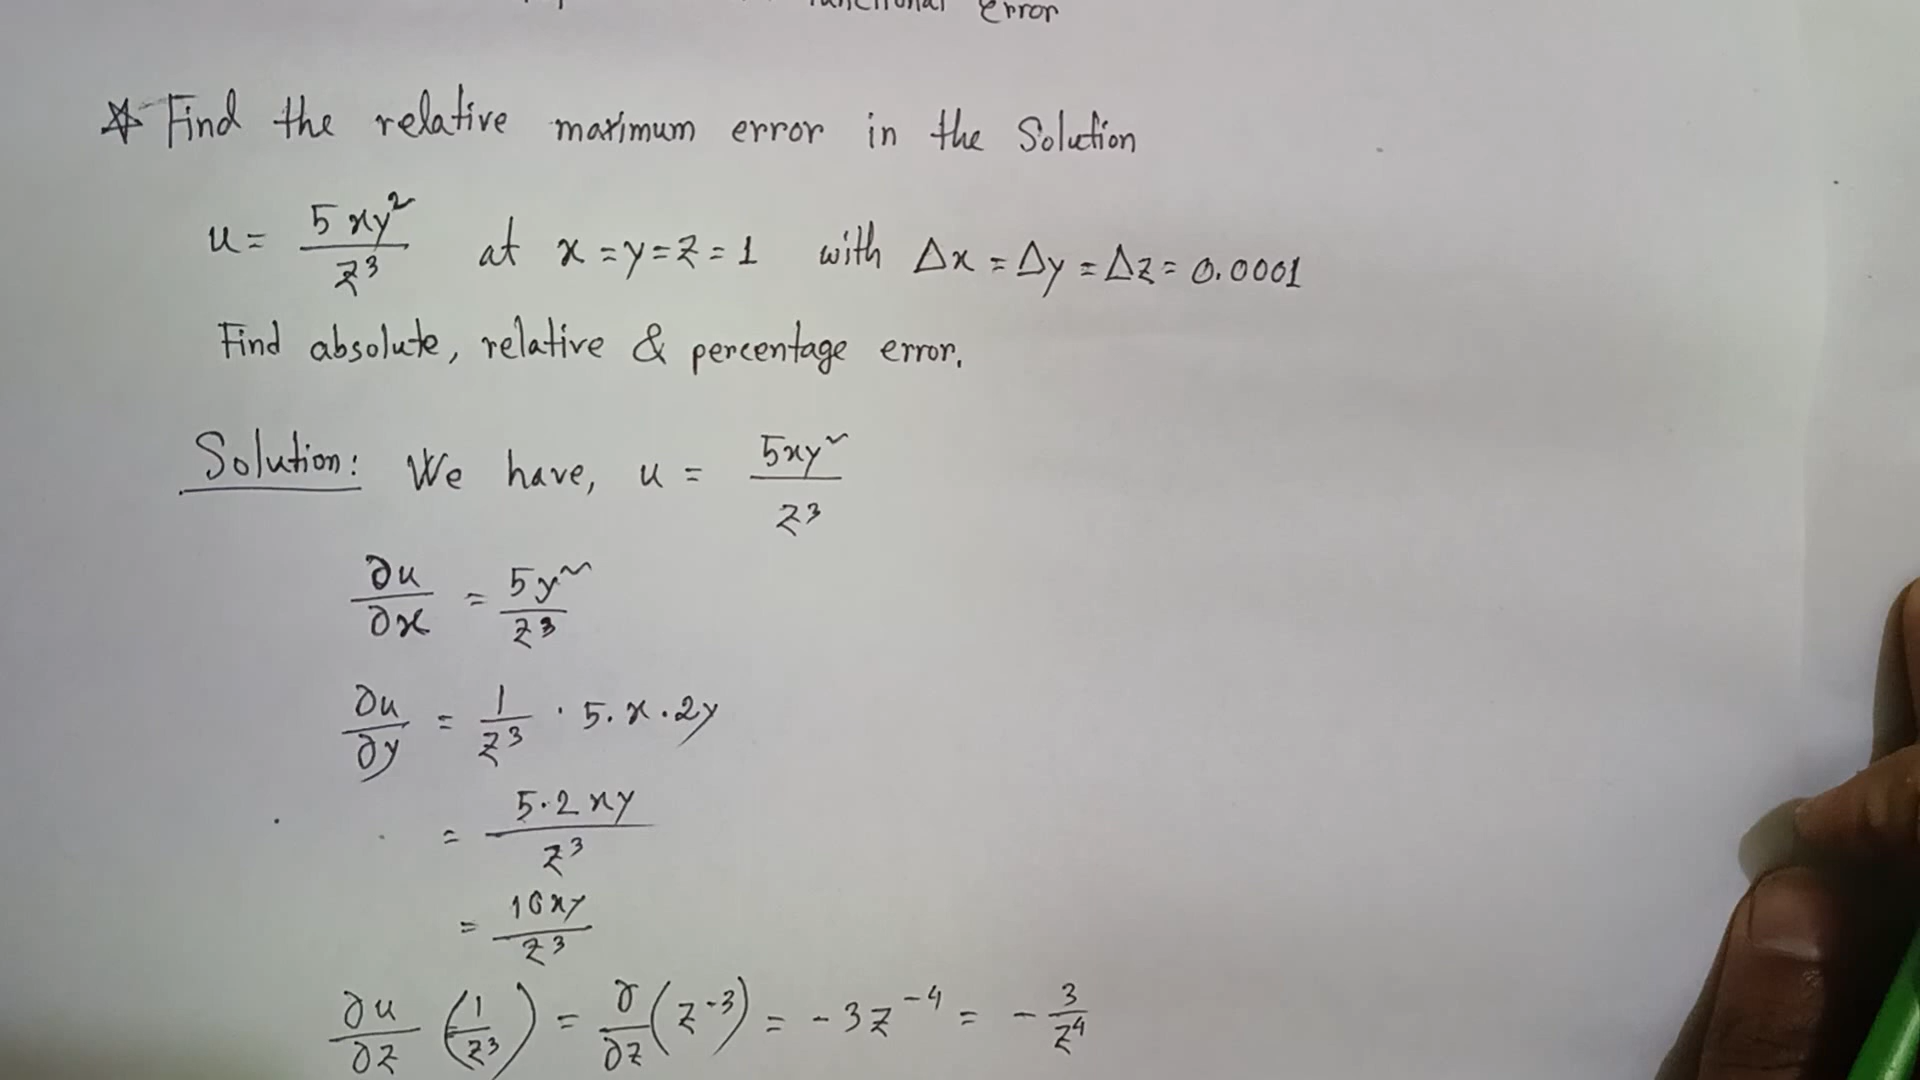 error
☆ Find the relative maximum error in the Solution
u = 5xy² / z³ at x = y = z = 1 with Δx = Δy = Δz = 0.0001
Find absolute, relative & percentage error.
Solution: We have, u = 5xy² / z³
∂u/∂x = 5y² / z³
∂u/∂y = 1/z³ · 5.x.2y
= 5.2xy / z³
= 10xy / z³
∂u/∂z (1/z³) = ∂/∂z (z⁻³) = -3z⁻⁴ = - 3/z⁴